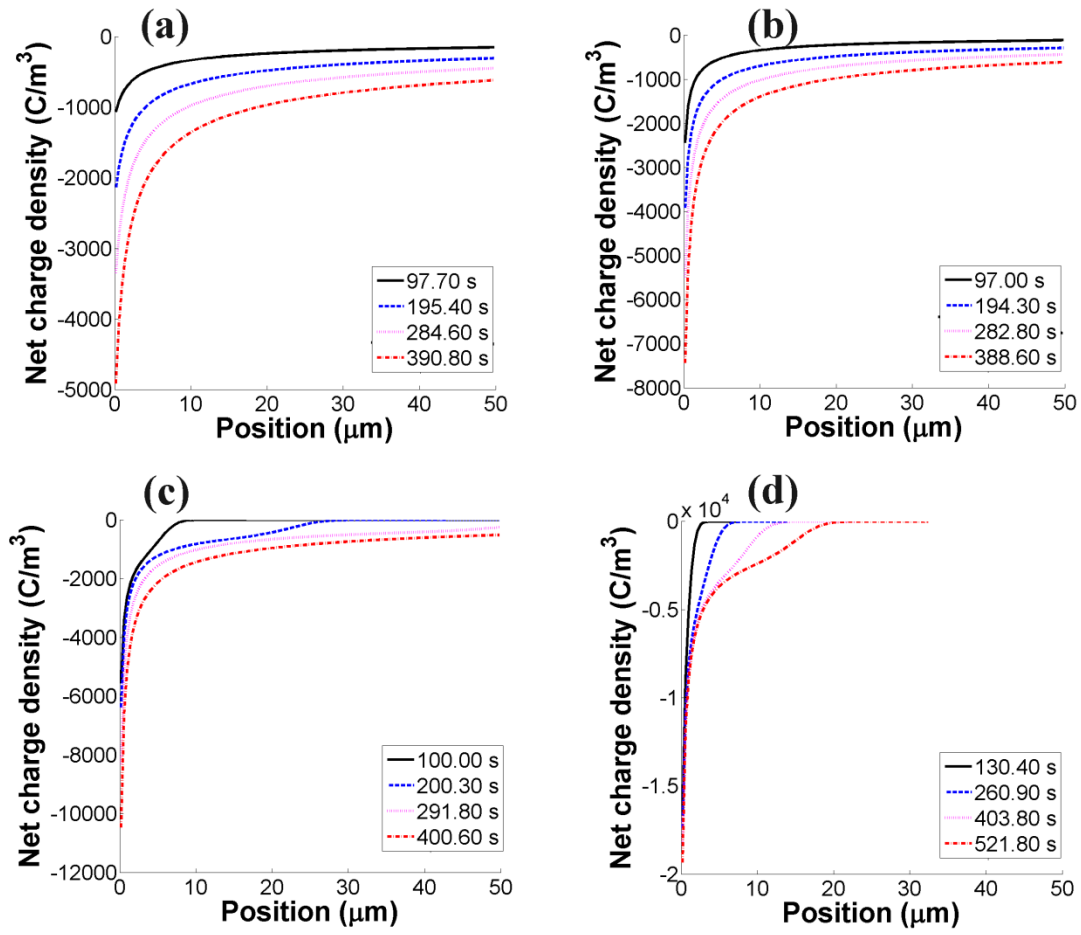 (a)
Net charge density (C/m³)
0
-1000
-2000
-3000
-4000
-5000
0 10 20 30 40 50
Position (μm)
97.70 s
195.40 s
284.60 s
390.80 s
(b)
Net charge density (C/m³)
0
-1000
-2000
-3000
-4000
-5000
-6000
-7000
-8000
0 10 20 30 40 50
Position (μm)
97.00 s
194.30 s
282.80 s
388.60 s
(c)
Net charge density (C/m³)
0
-2000
-4000
-6000
-8000
-10000
-12000
0 10 20 30 40 50
Position (μm)
100.00 s
200.30 s
291.80 s
400.60 s
(d)
x 10⁴
Net charge density (C/m³)
0
-0.5
-1
-1.5
-2
0 10 20 30 40 50
Position (μm)
130.40 s
260.90 s
403.80 s
521.80 s